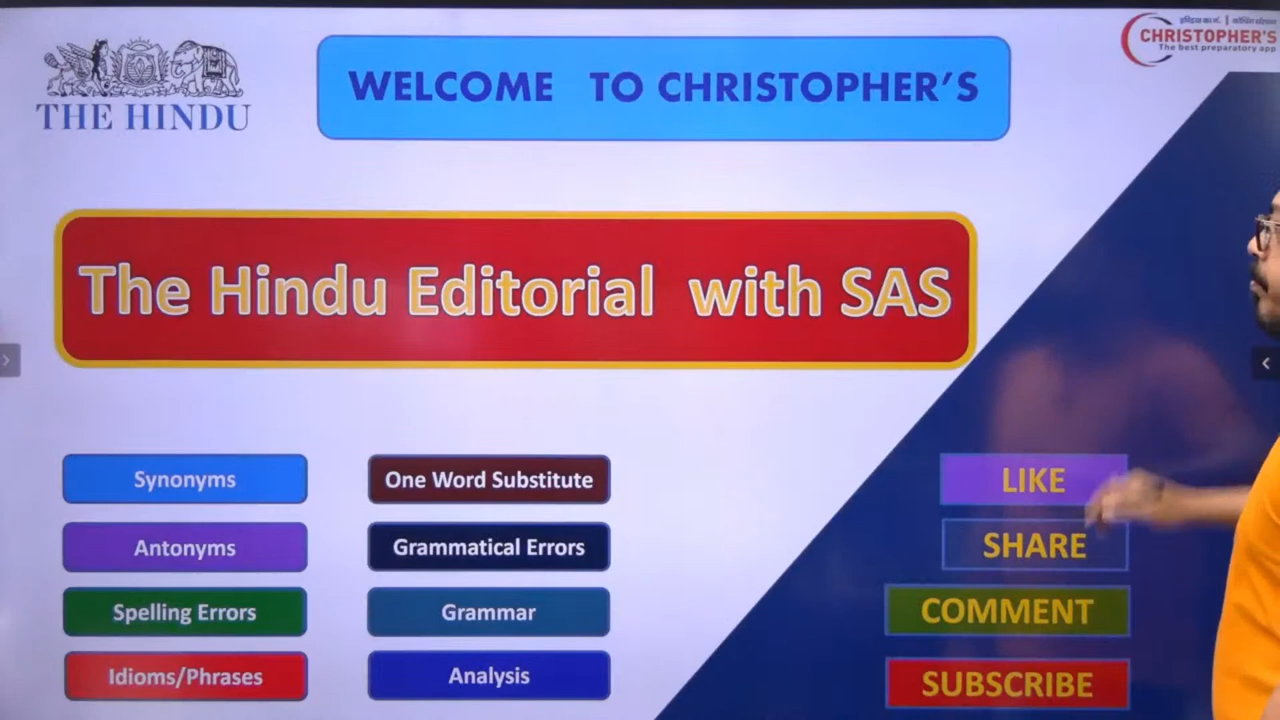 THE HINDU
WELCOME TO CHRISTOPHER'S
CHRISTOPHER'S
The best preparatory app
The Hindu Editorial with SAS
Synonyms
One Word Substitute
LIKE
Antonyms
Grammatical Errors
SHARE
Spelling Errors
Grammar
COMMENT
Idioms/Phrases
Analysis
SUBSCRIBE